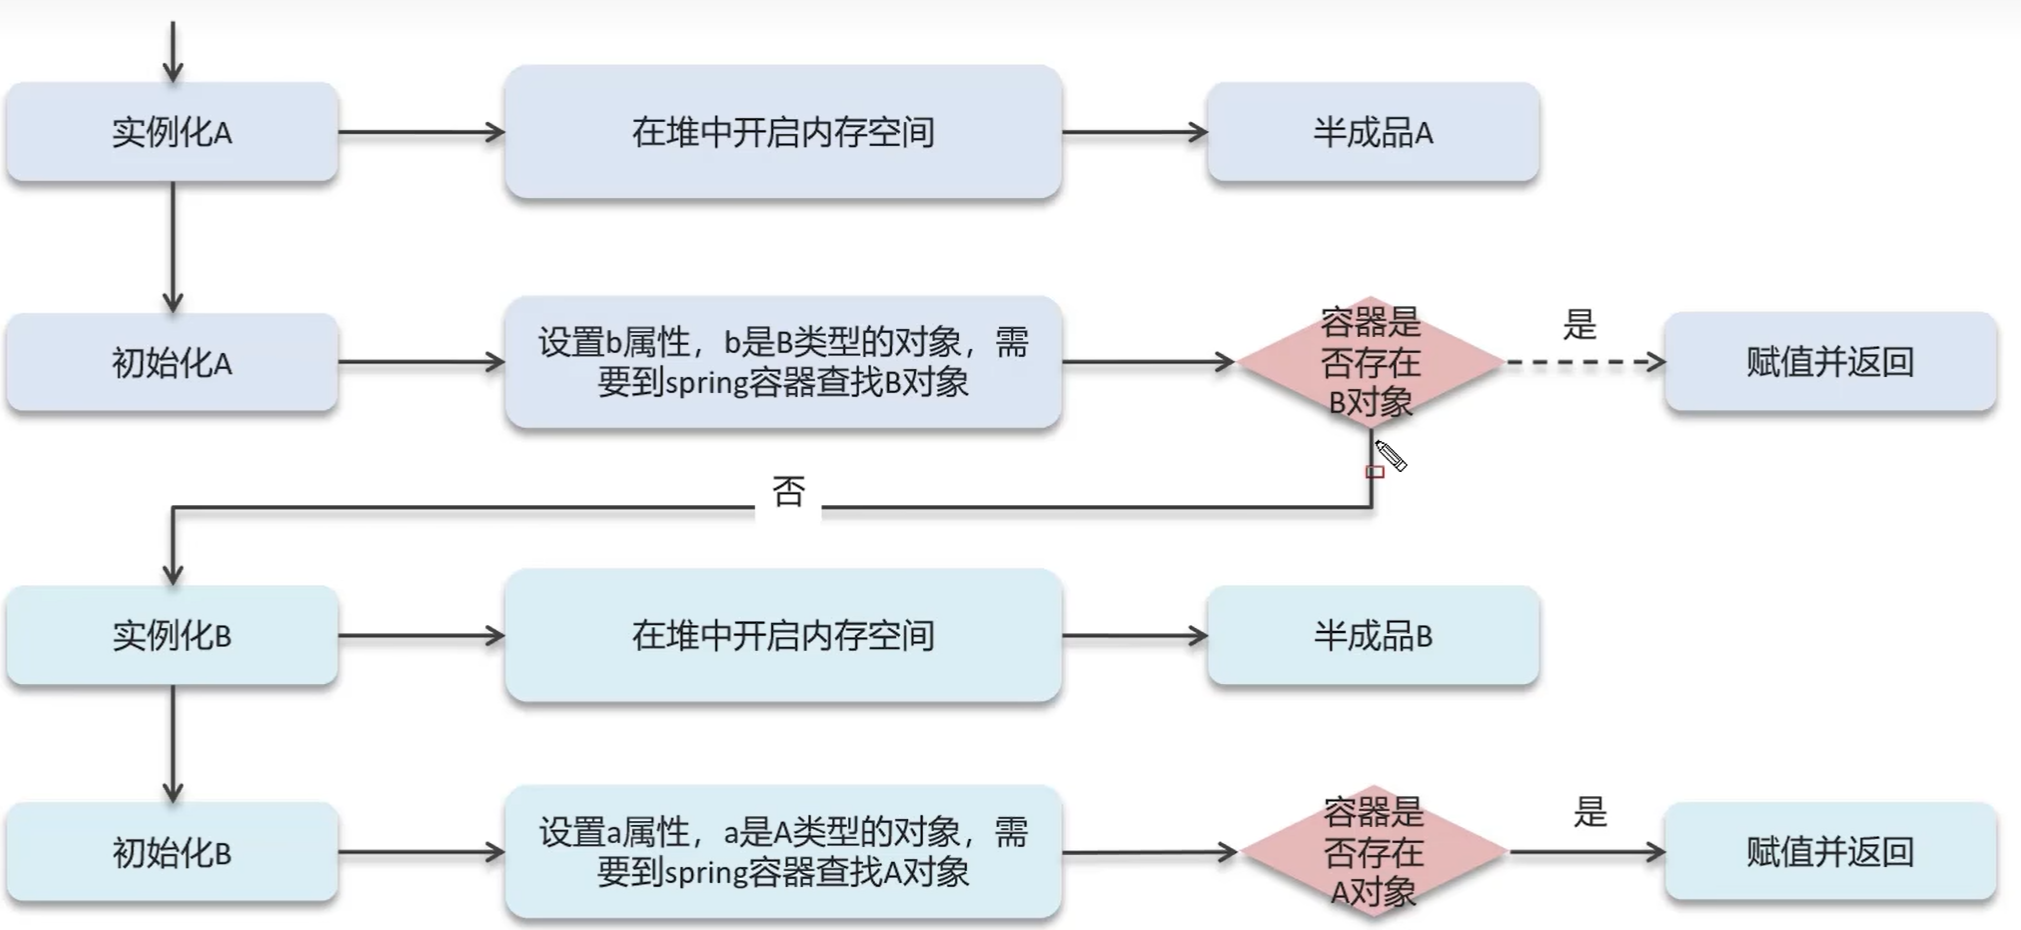 实例化A
在堆中开启内存空间
半成品A
初始化A
设置b属性，b是B类型的对象，需
要到spring容器查找B对象
容器是
否存在
B对象
是
赋值并返回
否
实例化B
在堆中开启内存空间
半成品B
初始化B
设置a属性，a是A类型的对象，需
要到spring容器查找A对象
容器是
否存在
A对象
是
赋值并返回